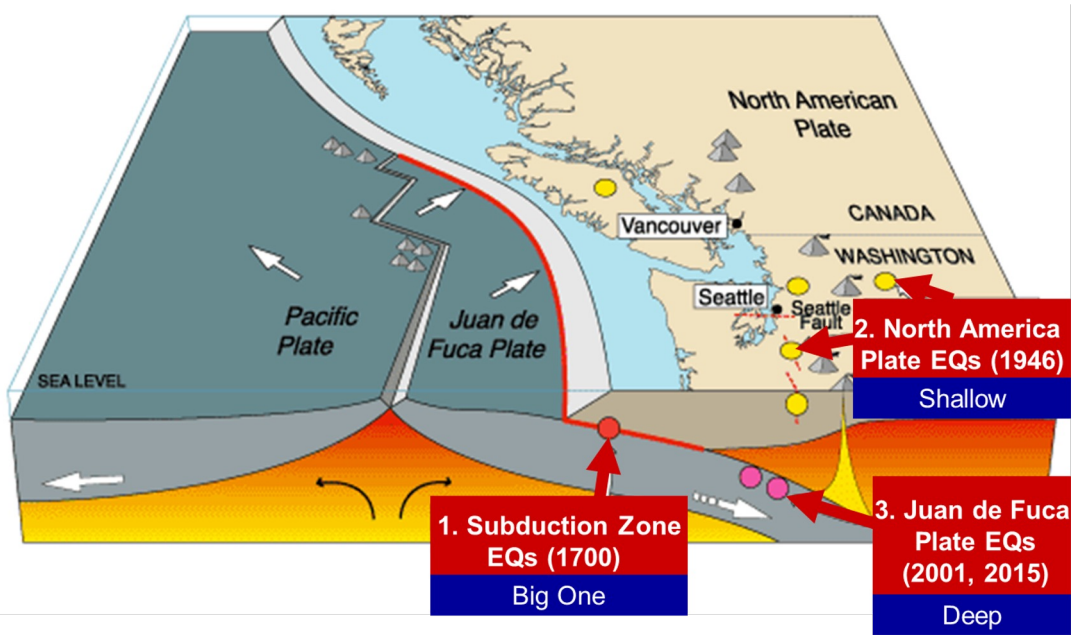 North American
Plate
CANADA
Vancouver
WASHINGTON
Seattle
Seattle
Fault
Pacific
Plate
Juan de
Fuca Plate
SEA LEVEL
2. North America
Plate EQs (1946)
Shallow
1. Subduction Zone
EQs (1700)
Big One
3. Juan de Fuca
Plate EQs
(2001, 2015)
Deep